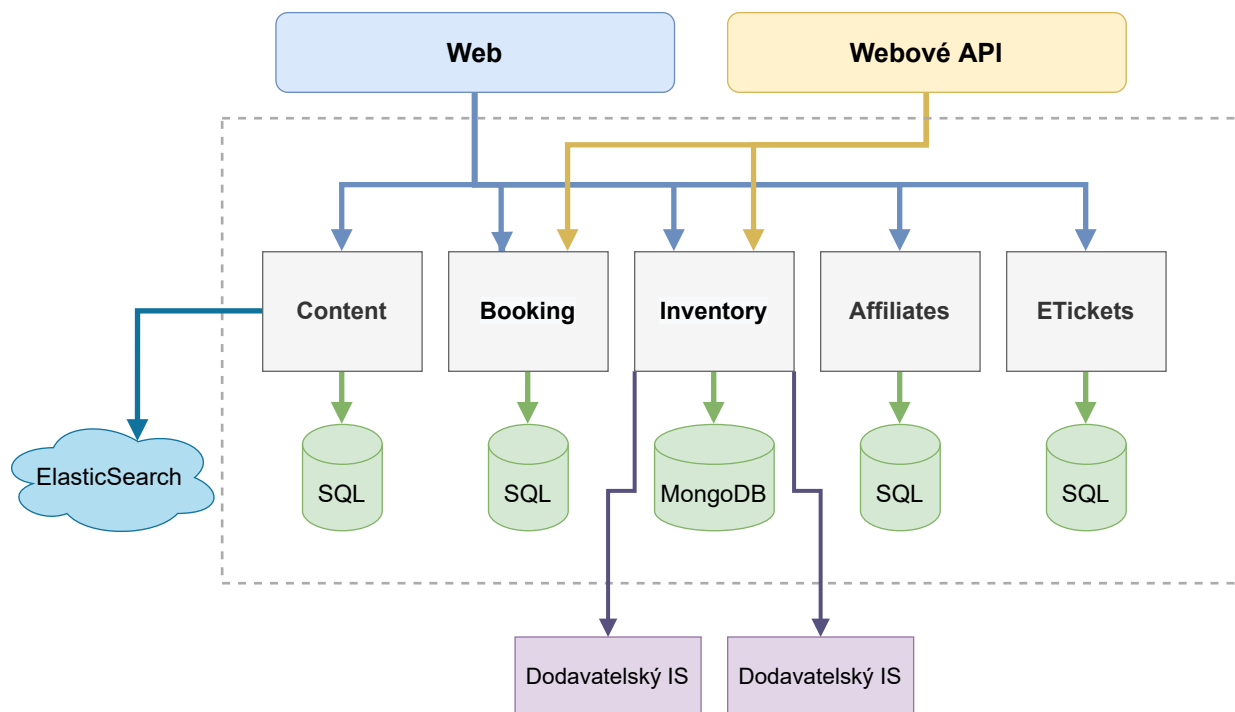 Web
Webové API
Content
Booking
Inventory
Affiliates
ETickets
ElasticSearch
SQL
SQL
MongoDB
SQL
SQL
Dodavatelský IS
Dodavatelský IS